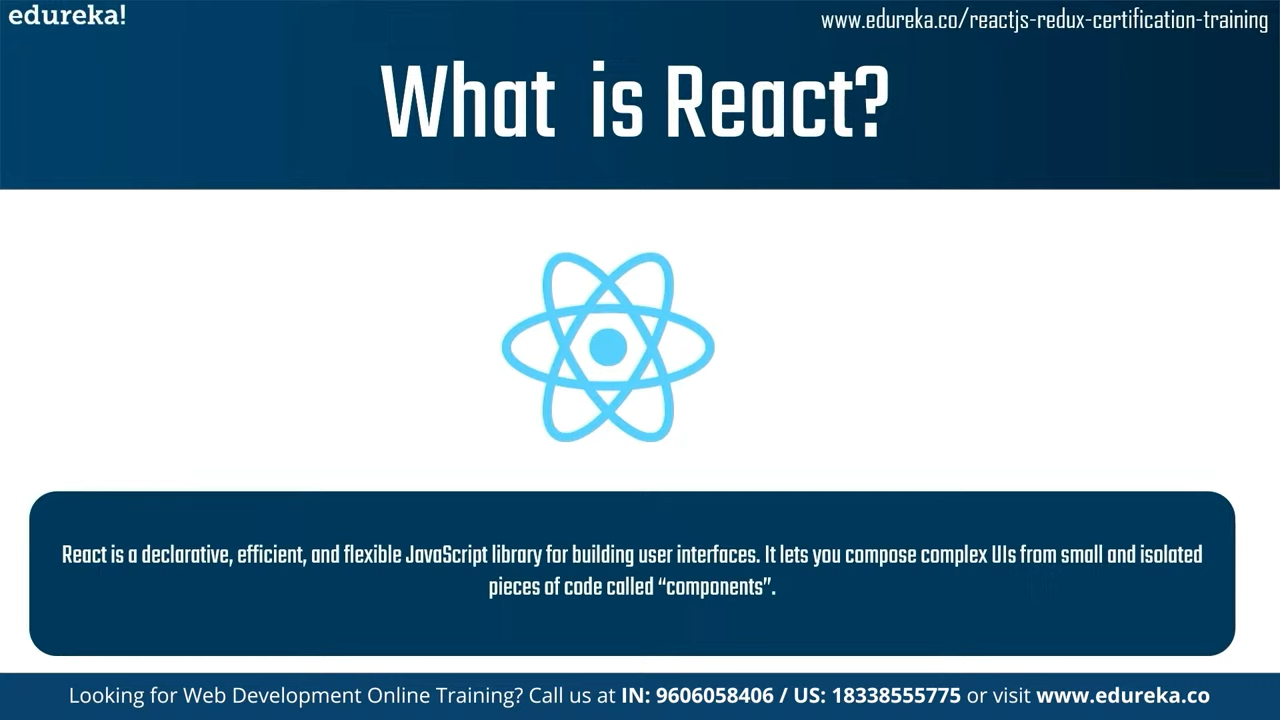 edureka!
www.edureka.co/reactjs-redux-certification-training
What is React?
React is a declarative, efficient, and flexible JavaScript library for building user interfaces. It lets you compose complex UIs from small and isolated
pieces of code called “components”.
Looking for Web Development Online Training? Call us at IN: 9606058406 / US: 18338555775 or visit www.edureka.co